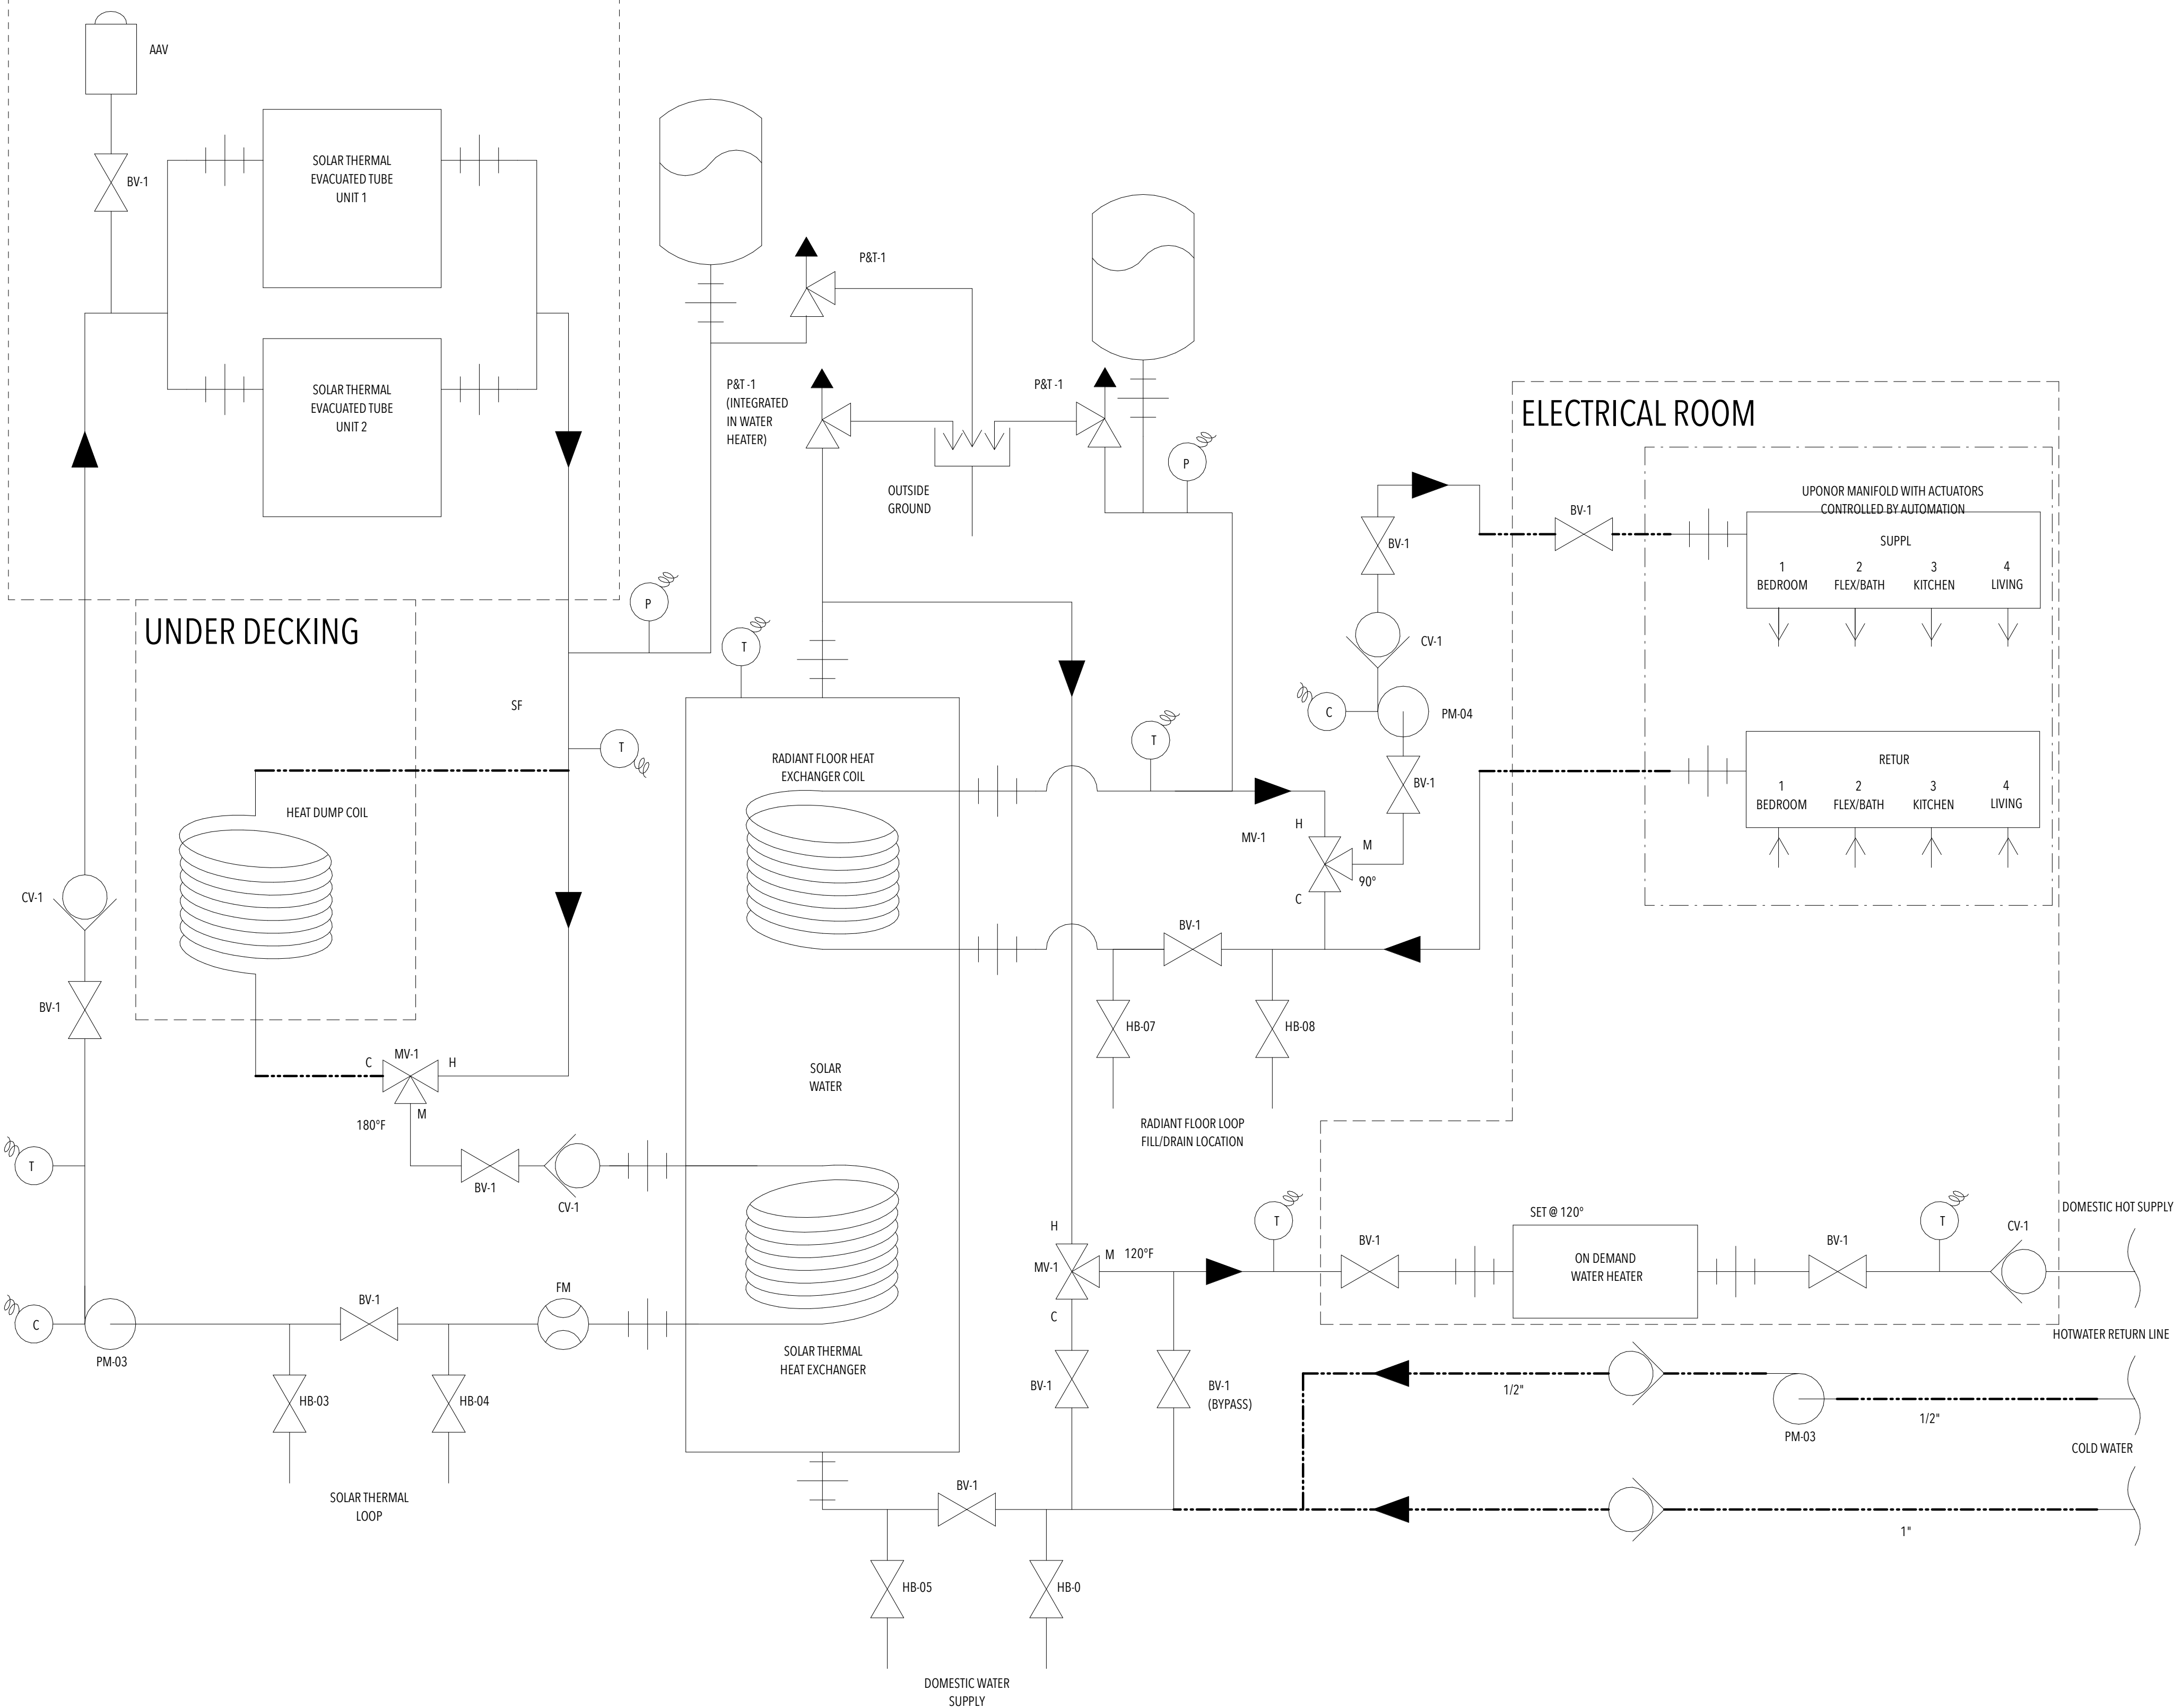 AAV
BV-1
SOLAR THERMAL
EVACUATED TUBE
UNIT 1
SOLAR THERMAL
EVACUATED TUBE
UNIT 2
P&T-1
P&T -1
(INTEGRATED
IN WATER
HEATER)
P&T -1
OUTSIDE
GROUND
P
P
ELECTRICAL ROOM
UPONOR MANIFOLD WITH ACTUATORS
CONTROLLED BY AUTOMATION
SUPPL
1
BEDROOM
2
FLEX/BATH
3
KITCHEN
4
LIVING
BV-1
BV-1
CV-1
C
PM-04
BV-1
RETUR
1
BEDROOM
2
FLEX/BATH
3
KITCHEN
4
LIVING
UNDER DECKING
SF
T
T
T
HEAT DUMP COIL
RADIANT FLOOR HEAT
EXCHANGER COIL
MV-1
H
M
90°
C
CV-1
BV-1
BV-1
HB-07
HB-08
RADIANT FLOOR LOOP
FILL/DRAIN LOCATION
C
MV-1
H
M
180°F
SOLAR
WATER
T
BV-1
CV-1
C
PM-03
BV-1
FM
HB-03
HB-04
SOLAR THERMAL
LOOP
SOLAR THERMAL
HEAT EXCHANGER
H
MV-1
M
120°F
C
T
BV-1
SET @ 120°
ON DEMAND
WATER HEATER
BV-1
T
CV-1
DOMESTIC HOT SUPPLY
HOTWATER RETURN LINE
BV-1
BV-1
(BYPASS)
1/2"
PM-03
1/2"
COLD WATER
1"
BV-1
HB-05
HB-0
DOMESTIC WATER
SUPPLY